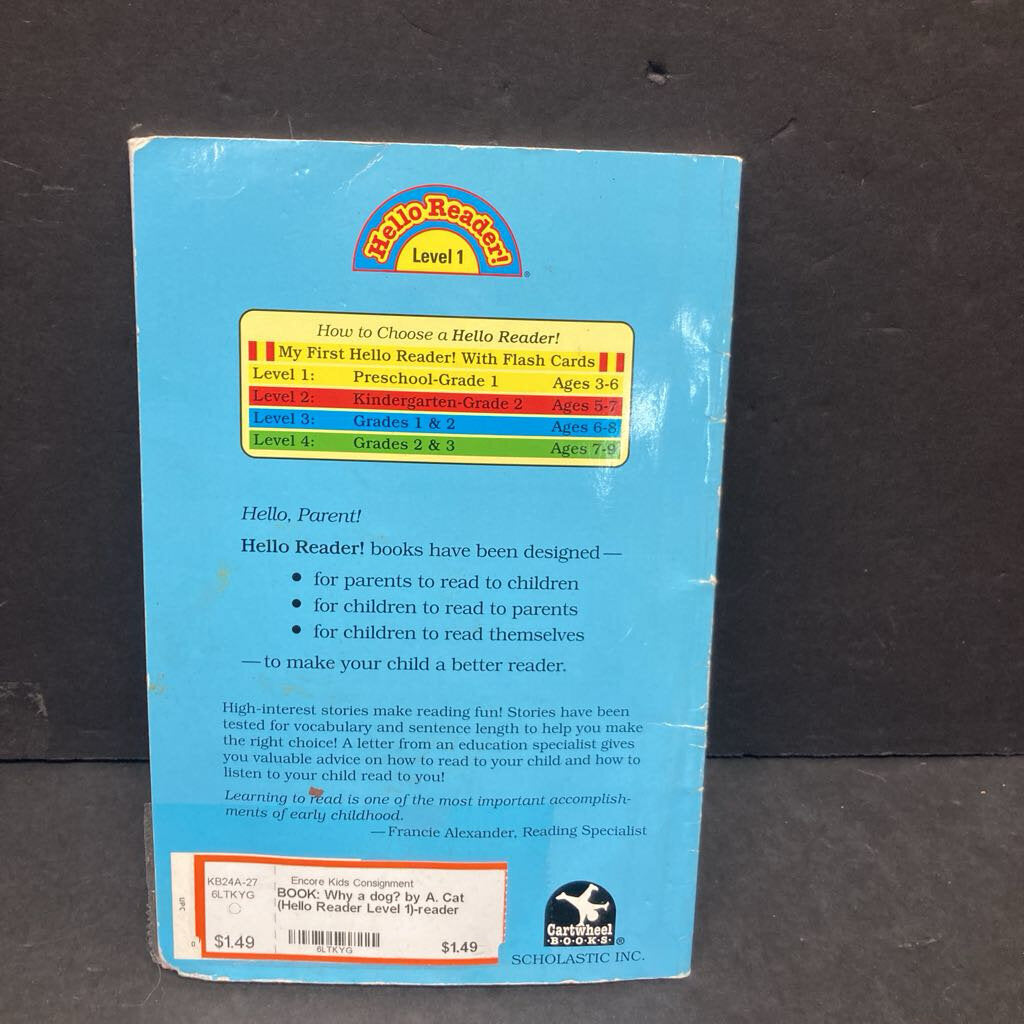 Hello Reader!
Level 1
®
How to Choose a Hello Reader!
My First Hello Reader! With Flash Cards
Level 1: Preschool-Grade 1 Ages 3-6
Level 2: Kindergarten-Grade 2 Ages 5-7
Level 3: Grades 1 & 2 Ages 6-8
Level 4: Grades 2 & 3 Ages 7-9
Hello, Parent!
Hello Reader! books have been designed—
• for parents to read to children
• for children to read to parents
• for children to read themselves
—to make your child a better reader.
High-interest stories make reading fun! Stories have been
tested for vocabulary and sentence length to help you make
the right choice! A letter from an education specialist gives
you valuable advice on how to read to your child and how to
listen to your child read to you!
Learning to read is one of the most important accomplish-
ments of early childhood.
—Francie Alexander, Reading Specialist
KB24A-27
6LTKYG
$1.49
Encore Kids Consignment
BOOK: Why a dog? by A. Cat
(Hello Reader Level 1)-reader
6LTKYG
$1.49
UPC
0
Cartwheel
·B·O·O·K·S· ®
SCHOLASTIC INC.